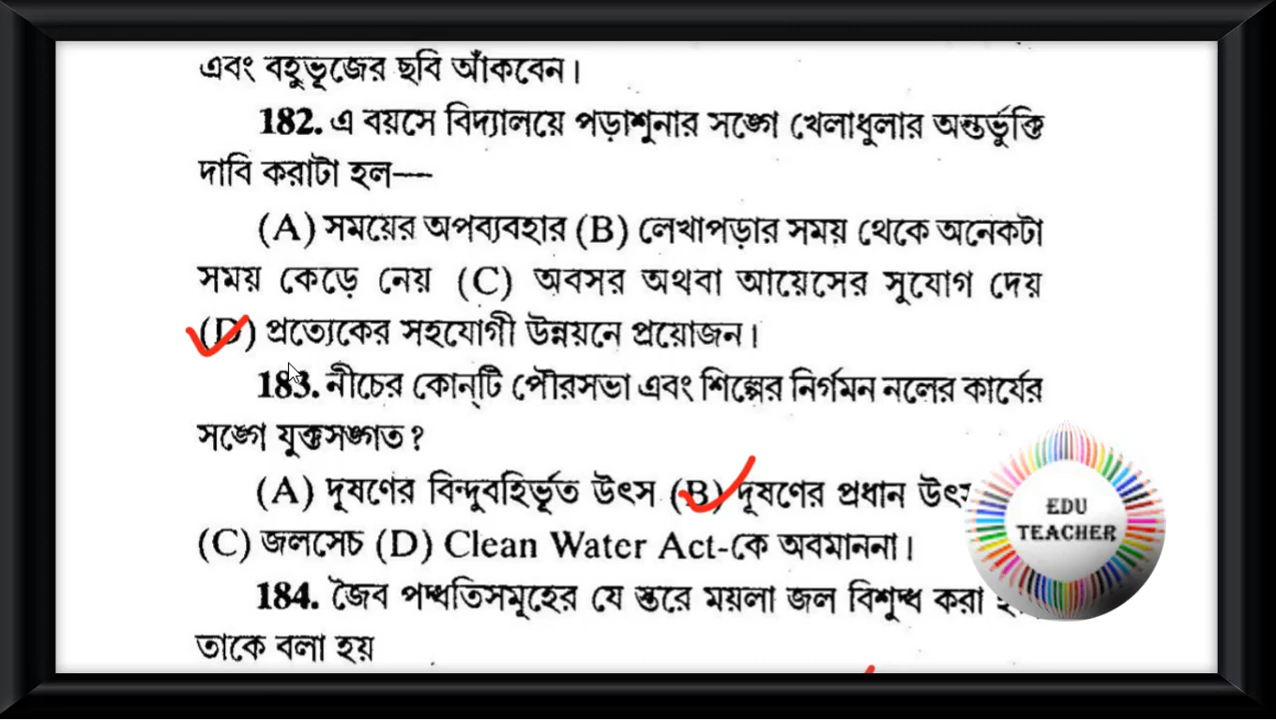 এবং বহুভূজের ছবি আঁকবেন।
182. এ বয়সে বিদ্যালয়ে পড়াশুনার সঙ্গে খেলাধুলার অন্তর্ভুক্তি
দাবি করাটা হল—
(A) সময়ের অপব্যবহার (B) লেখাপড়ার সময় থেকে অনেকটা
সময় কেড়ে নেয় (C) অবসর অথবা আয়েসের সুযোগ দেয়
(D) প্রত্যেকের সহযোগী উন্নয়নে প্রয়োজন।
183. নীচের কোন্‌টি পৌরসভা এবং শিল্পের নির্গমন নলের কার্যের
সঙ্গে যুক্তসঙ্গত?
(A) দূষণের বিন্দুবহির্ভূত উৎস (B) দূষণের প্রধান
(C) জলসেচ (D) Clean Water Act-কে অবমাননা।
184. জৈব পদ্ধতিসমূহের যে স্তরে ময়লা জল বিশুদ্ধ করা
তাকে বলা হয়
EDU
TEACHER